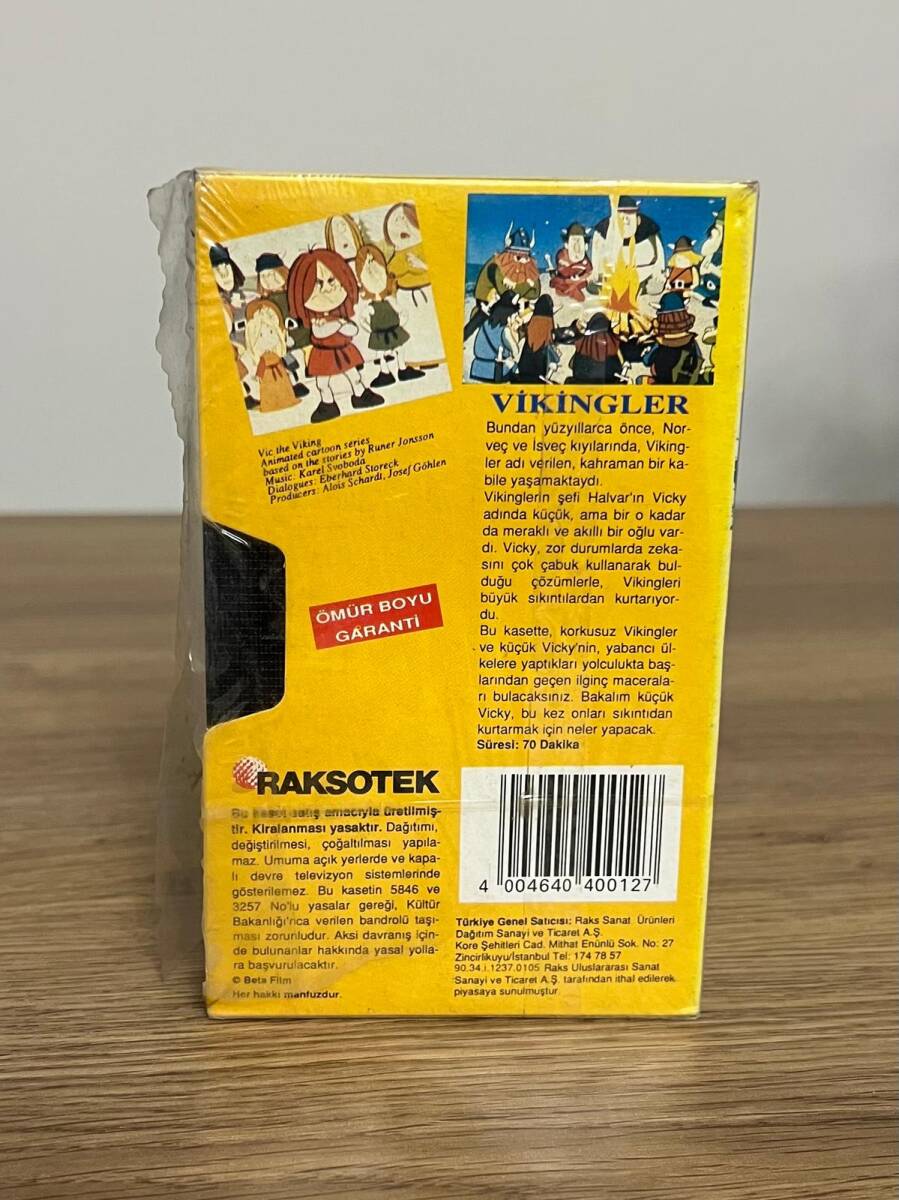 Vic the Viking
Animated cartoon series
based on the stories by Runer Jonsson
Music: Karel Svoboda
Dialogues: Eberhard Storeck
Producers: Alois Schardt, Josef Göhlen
ÖMÜR BOYU
GARANTİ
VİKİNGLER
Bundan yüzyıllarca önce, Nor-
veç ve İsveç kıyılarında, Viking-
ler adı verilen, kahraman bir ka-
bile yaşamaktaydı.
Vikinglerin şefi Halvar'ın Vicky
adında küçük, ama bir o kadar
da meraklı ve akıllı bir oğlu var-
dı. Vicky, zor durumlarda zeka-
sını çok çabuk kullanarak bul-
duğu çözümlerle, Vikingleri
büyük sıkıntılardan kurtarıyor-
du.
Bu kasette, korkusuz Vikingler
ve küçük Vicky'nin, yabancı ül-
kelere yaptıkları yolculukta baş-
larından geçen ilginç macerala-
rı bulacaksınız. Bakalım küçük
Vicky, bu kez onları sıkıntıdan
kurtarmak için neler yapacak.
Süresi: 70 Dakika
RAKSOTEK
Bu kaset satış amacıyla üretilmiş-
tir. Kiralanması yasaktır. Dağıtımı,
değiştirilmesi, çoğaltılması yapıla-
maz. Umuma açık yerlerde ve kapa-
lı devre televizyon sistemlerinde
gösterilemez. Bu kasetin 5846 ve
3257 No'lu yasalar gereği, Kültür
Bakanlığı'nca verilen bandrolü taşı-
ması zorunludur. Aksi davranış için-
de bulunanlar hakkında yasal yolla-
ra başvurulacaktır.
© Beta Film
Her hakkı mahfuzdur.
4 004640 400127
Türkiye Genel Satıcısı: Raks Sanat Ürünleri
Dağıtım Sanayi ve Ticaret A.Ş.
Kore Şehitleri Cad. Mithat Enünlü Sok. No: 27
Zincirlikuyu/İstanbul Tel: 174 78 57
90.34.i.1237.0105 Raks Uluslararası Sanat
Sanayi ve Ticaret A.Ş. tarafından ithal edilerek
piyasaya sunulmuştur.